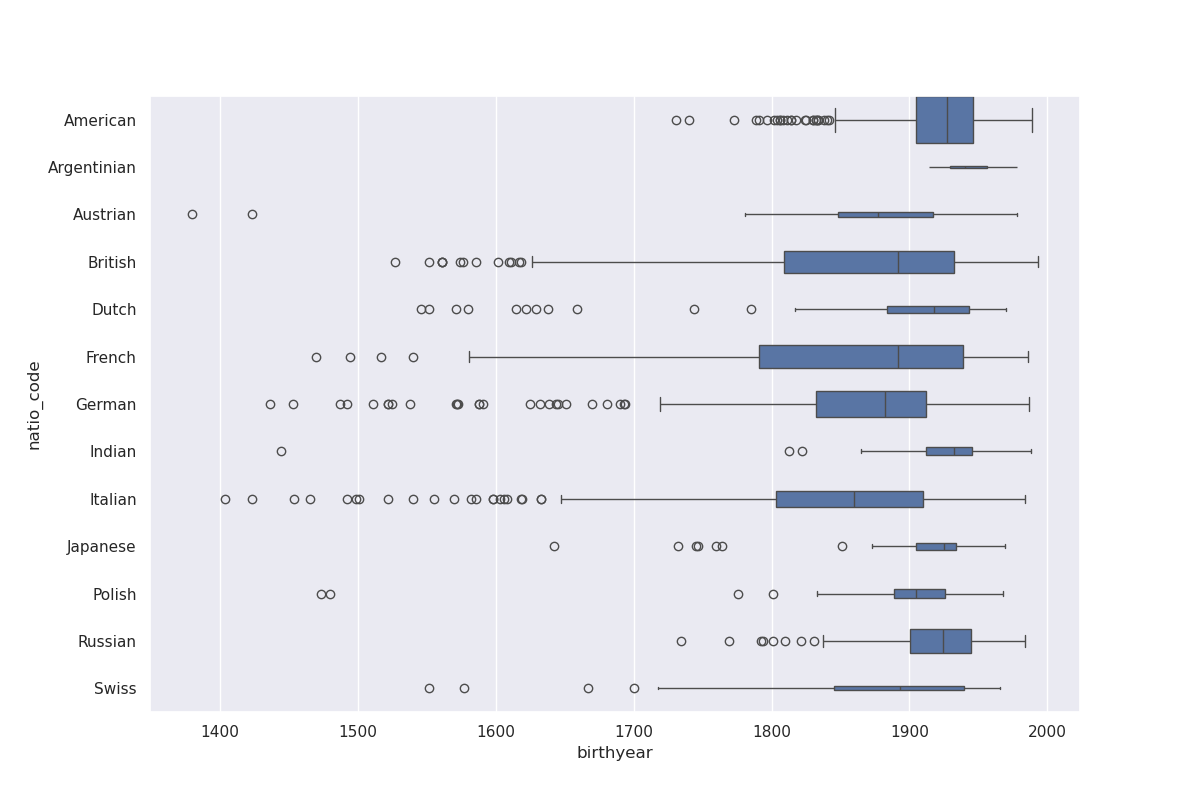 American
Argentinian
Austrian
British
Dutch
French
German
Indian
Italian
Japanese
Polish
Russian
Swiss
natio_code
1400 1500 1600 1700 1800 1900 2000
birthyear